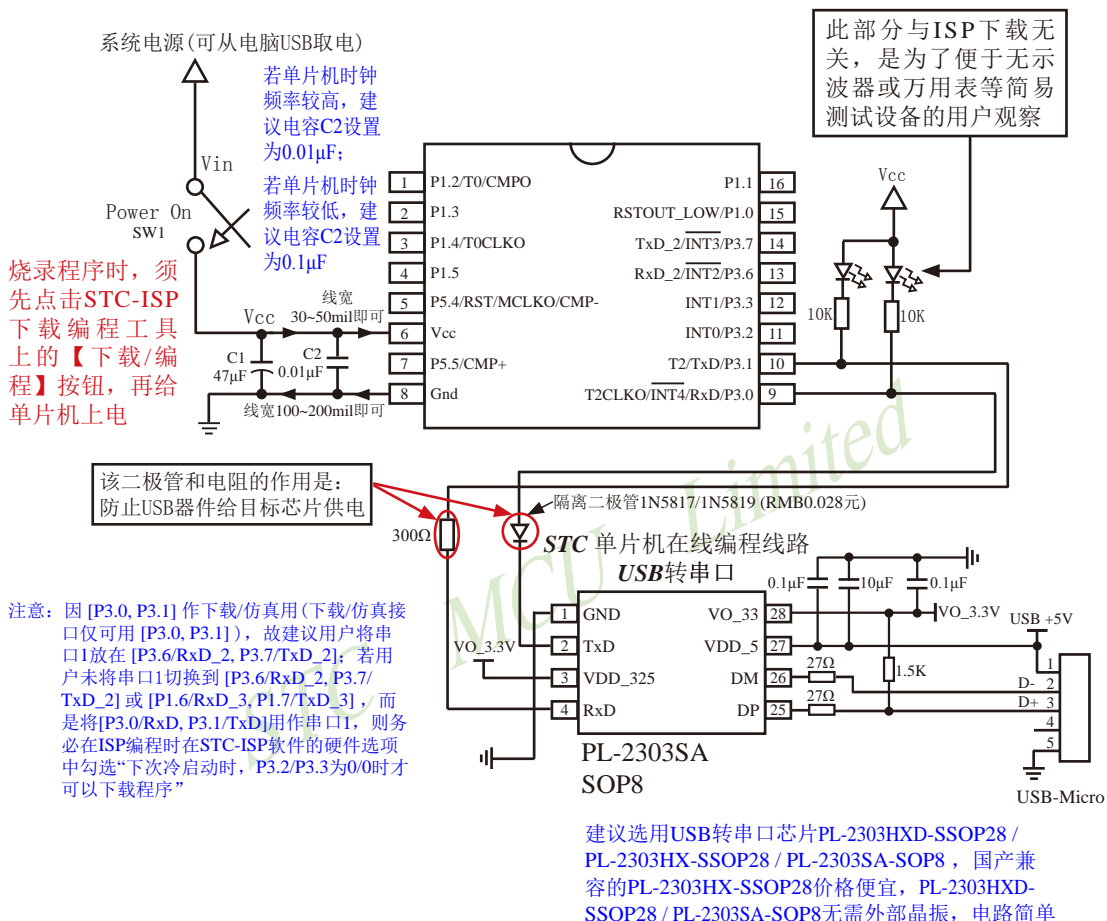 系统电源(可从电脑USB取电)
若单片机时钟
频率较高，建
议电容C2设置
为0.01μF；
若单片机时钟
频率较低，建
议电容C2设置
为0.1μF
此部分与ISP下载无
关，是为了便于无示
波器或万用表等简易
测试设备的用户观察
Vin
Power On
SW1
烧录程序时，须
先点击STC-ISP
下载编程工具
上的【下载/编
程】按钮，再给
单片机上电
Vcc
线宽
30~50mil即可
C1
47μF
C2
0.01μF
线宽100~200mil即可
1 P1.2/T0/CMPO
2 P1.3
3 P1.4/T0CLKO
4 P1.5
5 P5.4/RST/MCLKO/CMP-
6 Vcc
7 P5.5/CMP+
8 Gnd
P1.1 16
RSTOUT_LOW/P1.0 15
TxD_2/INT3/P3.7 14
RxD_2/INT2/P3.6 13
INT1/P3.3 12
INT0/P3.2 11
T2/TxD/P3.1 10
T2CLKO/INT4/RxD/P3.0 9
Vcc
10K
10K
该二极管和电阻的作用是：
防止USB器件给目标芯片供电
300Ω
隔离二极管1N5817/1N5819 (RMB0.028元)
STC 单片机在线编程线路
USB转串口
注意：因 [P3.0, P3.1] 作下载/仿真用(下载/仿真接
口仅可用 [P3.0, P3.1] )，故建议用户将串
口1放在 [P3.6/RxD_2, P3.7/TxD_2]；若用
户未将串口1切换到 [P3.6/RxD_2, P3.7/
TxD_2] 或 [P1.6/RxD_3, P1.7/TxD_3] ，而
是将[P3.0/RxD, P3.1/TxD]用作串口1，则务
必在ISP编程时在STC-ISP软件的硬件选项
中勾选“下次冷启动时，P3.2/P3.3为0/0时才
可以下载程序”
VO_3.3V
1 GND
2 TxD
3 VDD_325
4 RxD
VO_33 28
VDD_5 27
DM 26
DP 25
PL-2303SA
SOP8
0.1μF
10μF
0.1μF
VO_3.3V
USB +5V
27Ω
27Ω
1.5K
1
D- 2
D+ 3
4
5
USB-Micro
建议选用USB转串口芯片PL-2303HXD-SSOP28 /
PL-2303HX-SSOP28 / PL-2303SA-SOP8 ，国产兼
容的PL-2303HX-SSOP28价格便宜，PL-2303HXD-
SSOP28 / PL-2303SA-SOP8无需外部晶振，电路简单
STC MCU Limited